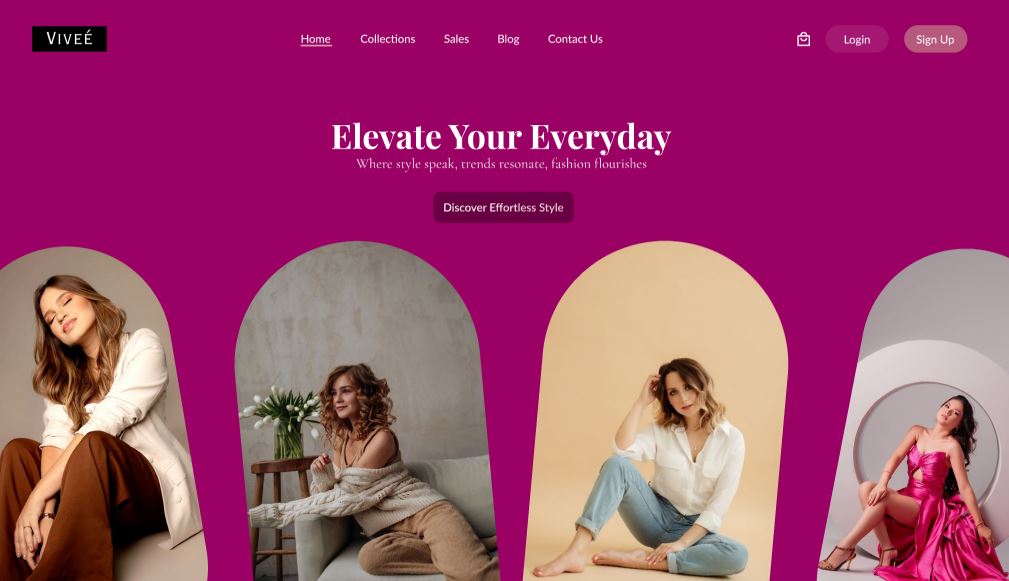 VIVEÉ
Home Collections Sales Blog Contact Us Login Sign Up
Elevate Your Everyday
Where style speak, trends resonate, fashion flourishes
Discover Effortless Style